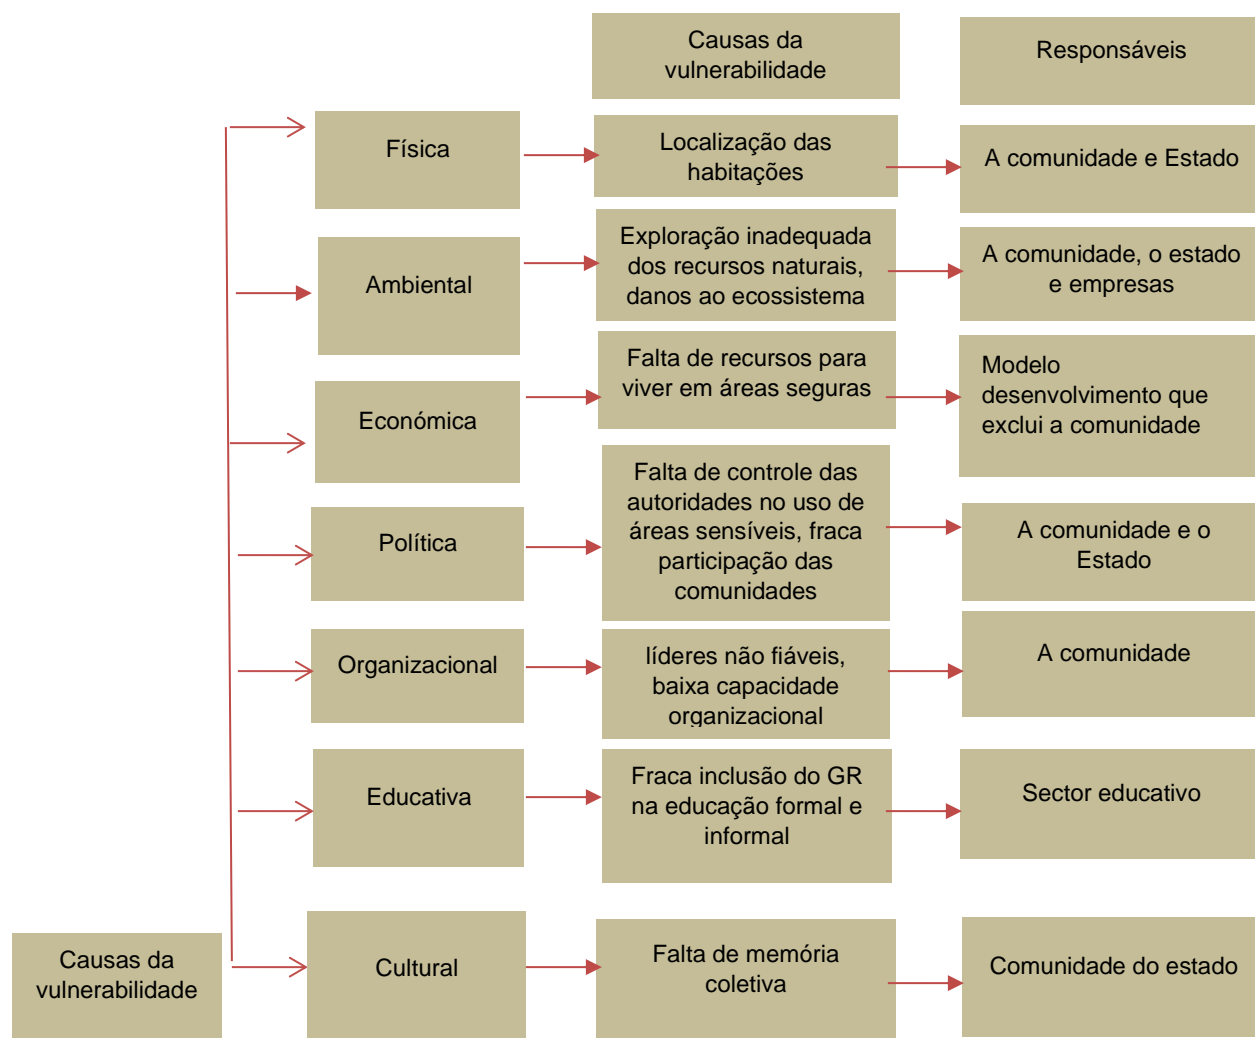 Causas da
vulnerabilidade
Responsáveis
Física
Localização das
habitações
A comunidade e Estado
Ambiental
Exploração inadequada
dos recursos naturais,
danos ao ecossistema
A comunidade, o estado
e empresas
Económica
Falta de recursos para
viver em áreas seguras
Modelo
desenvolvimento que
exclui a comunidade
Política
Falta de controle das
autoridades no uso de
áreas sensíveis, fraca
participação das
comunidades
A comunidade e o
Estado
Organizacional
líderes não fiáveis,
baixa capacidade
organizacional
A comunidade
Educativa
Fraca inclusão do GR
na educação formal e
informal
Sector educativo
Causas da
vulnerabilidade
Cultural
Falta de memória
coletiva
Comunidade do estado